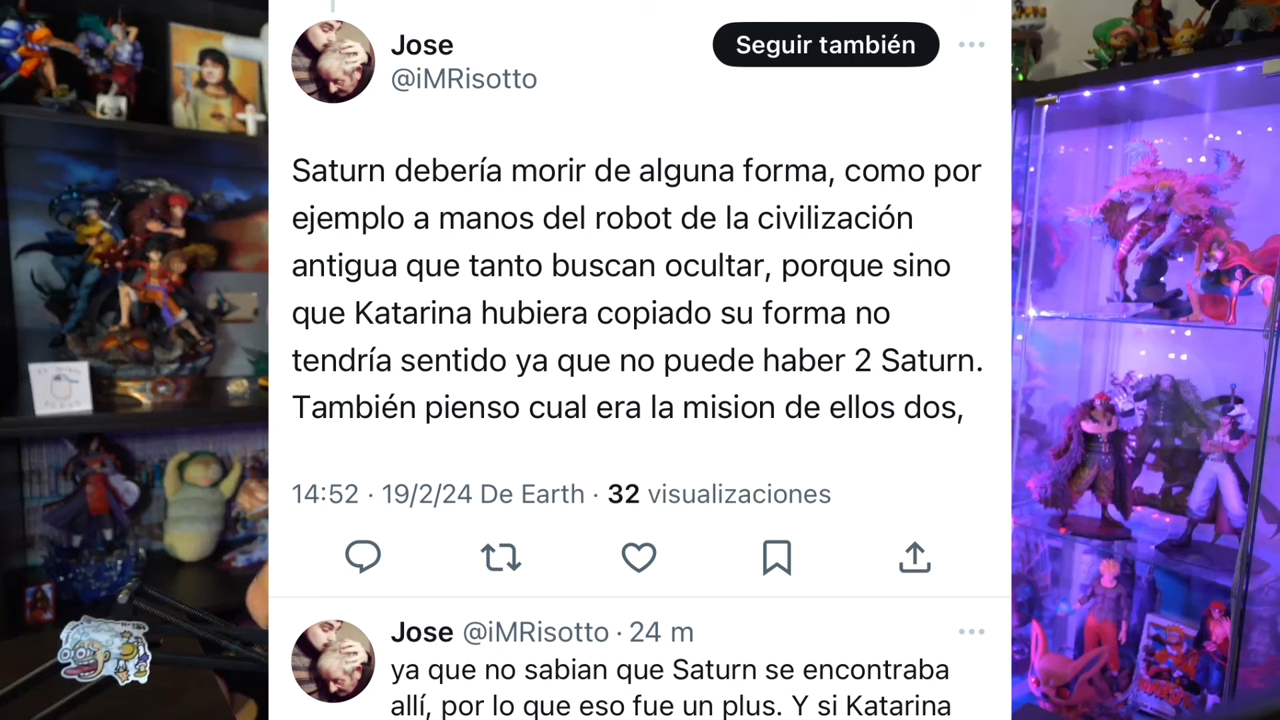 Jose
Seguir también
@iMRisotto
Saturn debería morir de alguna forma, como por
ejemplo a manos del robot de la civilización
antigua que tanto buscan ocultar, porque sino
que Katarina hubiera copiado su forma no
tendría sentido ya que no puede haber 2 Saturn.
También pienso cual era la mision de ellos dos,
14:52 · 19/2/24 De Earth · 32 visualizaciones
Jose @iMRisotto · 24 m
ya que no sabian que Saturn se encontraba
allí, por lo que eso fue un plus. Y si Katarina